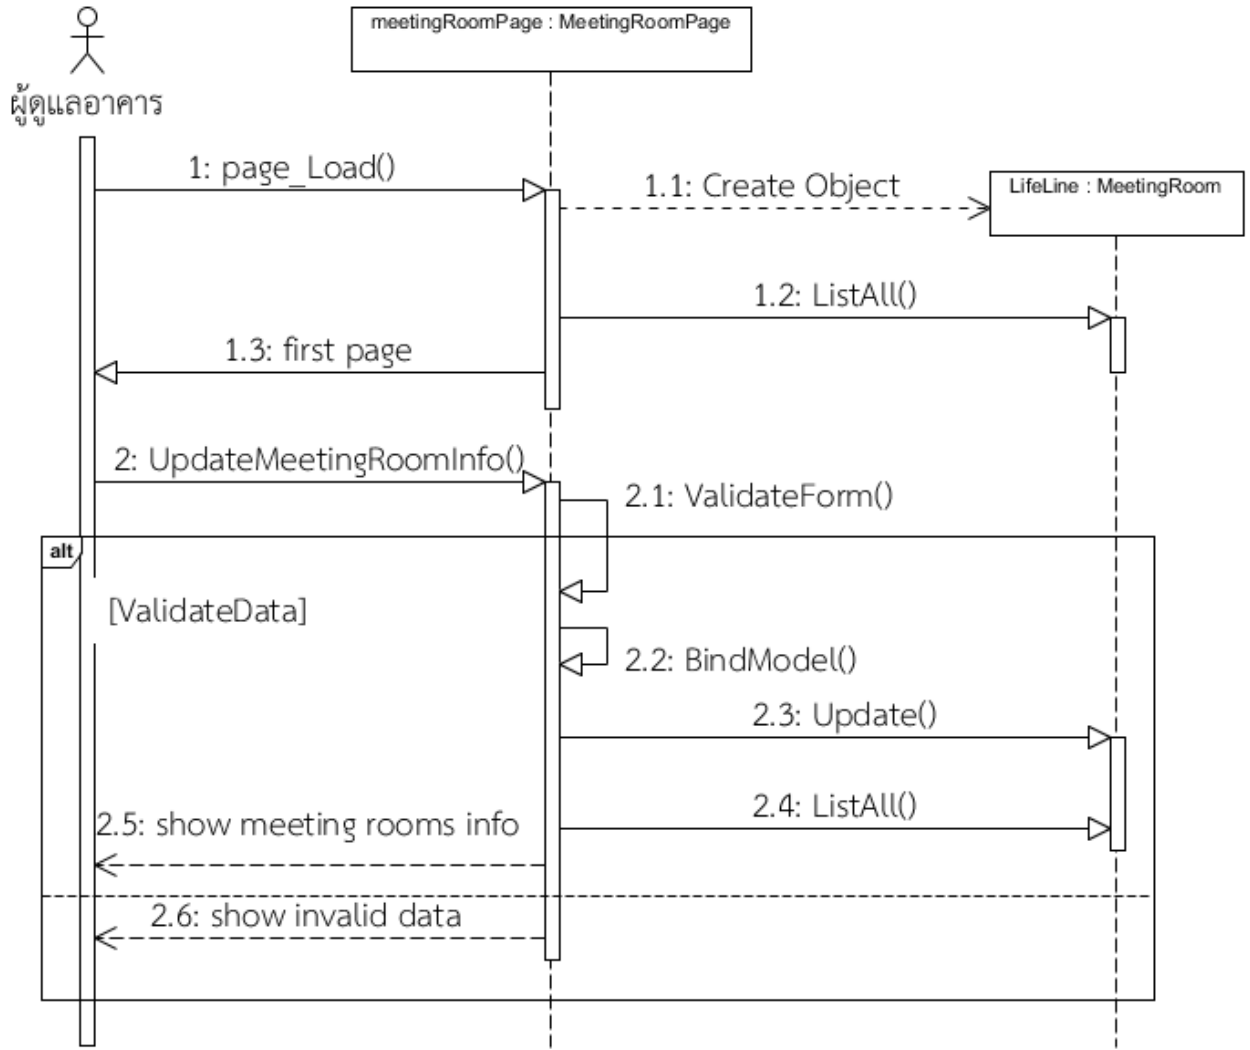 meetingRoomPage : MeetingRoomPage
ผู้ดูแลอาคาร
1: page_Load()
1.1: Create Object
LifeLine : MeetingRoom
1.2: ListAll()
1.3: first page
2: UpdateMeetingRoomInfo()
2.1: ValidateForm()
alt
[ValidateData]
2.2: BindModel()
2.3: Update()
2.4: ListAll()
2.5: show meeting rooms info
2.6: show invalid data